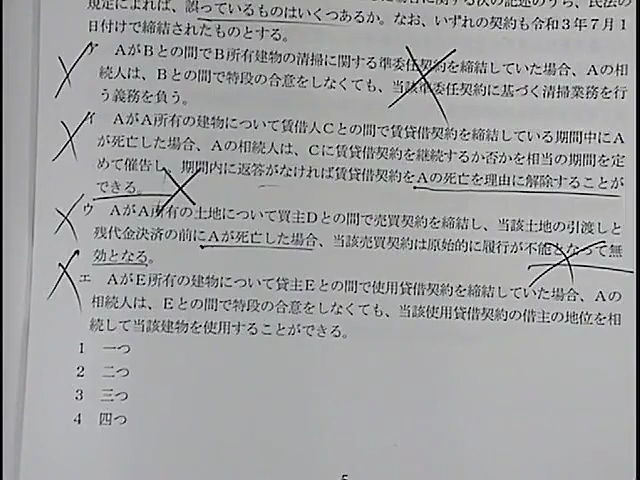 規定によれば、誤っているものはいくつあるか。なお、いずれの契約も令和3年7月1
日付けで締結されたものとする。
ア AがBとの間でB所有建物の清掃に関する準委任契約を締結していた場合、Aの相
続人は、Bとの間で特段の合意をしなくても、当該準委任契約に基づく清掃業務を行
う義務を負う。
イ AがA所有の建物について賃借人Cとの間で賃貸借契約を締結している期間中にA
が死亡した場合、Aの相続人は、Cに賃貸借契約を継続するか否かを相当の期間を定
めて催告し、期間内に返答がなければ賃貸借契約をAの死亡を理由に解除することが
できる。
ウ AがA所有の土地について買主Dとの間で売買契約を締結し、当該土地の引渡しと
残代金決済の前にAが死亡した場合、当該売買契約は原始的に履行が不能となって無
効となる。
エ AがE所有の建物について貸主Eとの間で使用貸借契約を締結していた場合、Aの
相続人は、Eとの間で特段の合意をしなくても、当該使用貸借契約の借主の地位を相
続して当該建物を使用することができる。
1 一つ
2 二つ
3 三つ
4 四つ